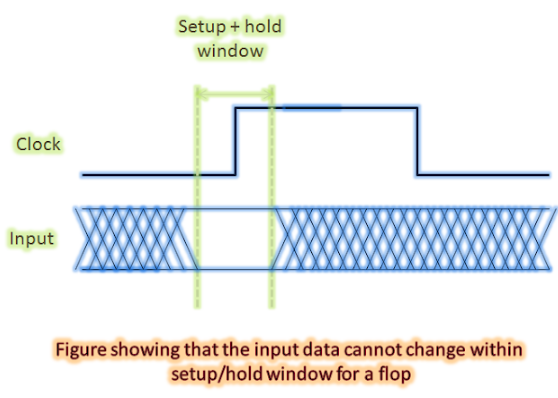 Setup + hold
window
Clock
Input
Figure showing that the input data cannot change within
setup/hold window for a flop